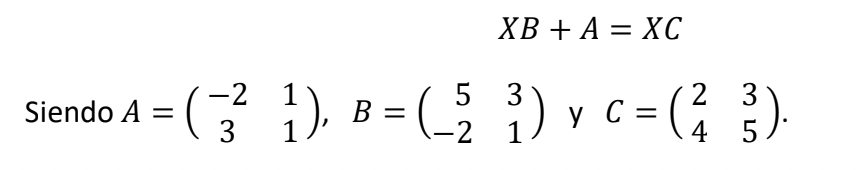 XB + A = XC
Siendo A = (−2 1 3 1), B = (5 3 −2 1) y C = (2 3 4 5).